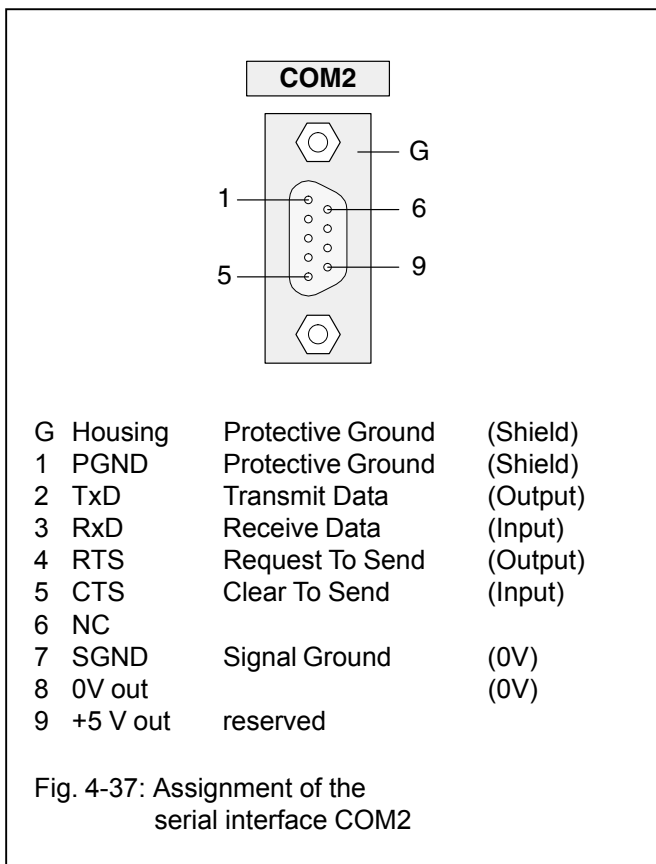 COM2
G
1
6
5
9
G Housing Protective Ground (Shield)
1 PGND Protective Ground (Shield)
2 TxD Transmit Data (Output)
3 RxD Receive Data (Input)
4 RTS Request To Send (Output)
5 CTS Clear To Send (Input)
6 NC
7 SGND Signal Ground (0V)
8 0V out (0V)
9 +5 V out reserved
Fig. 4-37: Assignment of the
serial interface COM2